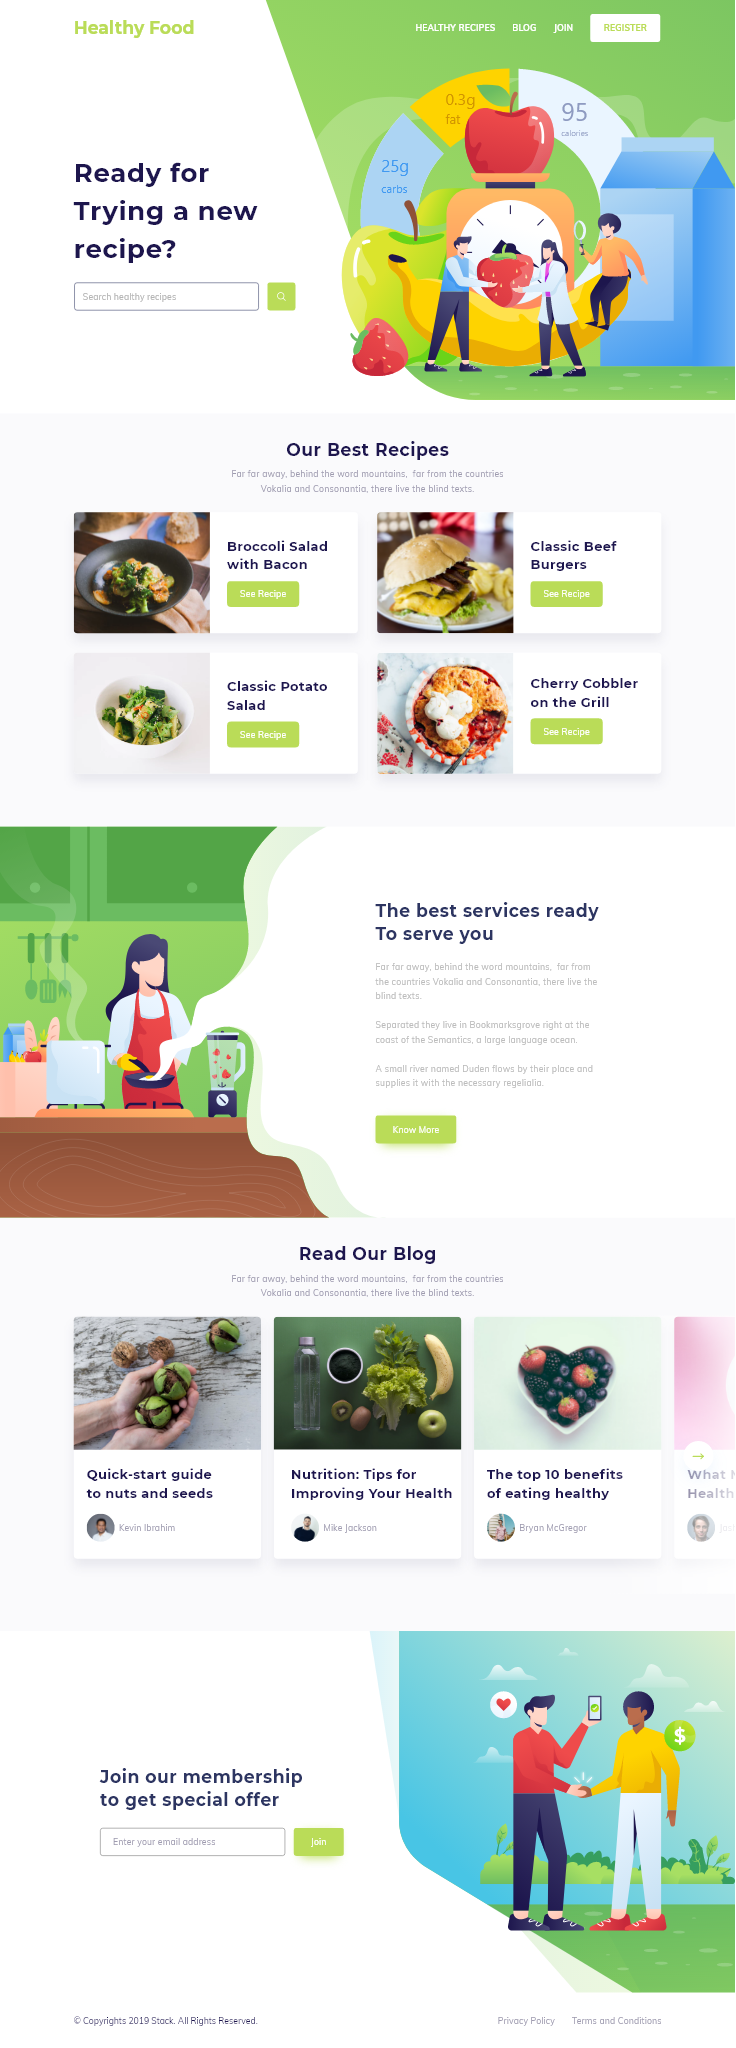 Healthy Food
HEALTHY RECIPES BLOG JOIN REGISTER
0.3g
fat
95
calories
25g
carbs
Ready for
Trying a new
recipe?
Search healthy recipes
Our Best Recipes
Far far away, behind the word mountains, far from the countries
Vokalia and Consonantia, there live the blind texts.
Broccoli Salad
with Bacon
See Recipe
Classic Beef
Burgers
See Recipe
Classic Potato
Salad
See Recipe
Cherry Cobbler
on the Grill
See Recipe
The best services ready
To serve you
Far far away, behind the word mountains, far from
the countries Vokalia and Consonantia, there live the
blind texts.
Separated they live in Bookmarksgrove right at the
coast of the Semantics, a large language ocean.
A small river named Duden flows by their place and
supplies it with the necessary regelialia.
Know More
Read Our Blog
Far far away, behind the word mountains, far from the countries
Vokalia and Consonantia, there live the blind texts.
Quick-start guide
to nuts and seeds
Kevin Ibrahim
Nutrition: Tips for
Improving Your Health
Mike Jackson
The top 10 benefits
of eating healthy
Bryan McGregor
What
Health
$
Join our membership
to get special offer
Enter your email address
Join
© Copyrights 2019 Stack. All Rights Reserved.
Privacy Policy Terms and Conditions